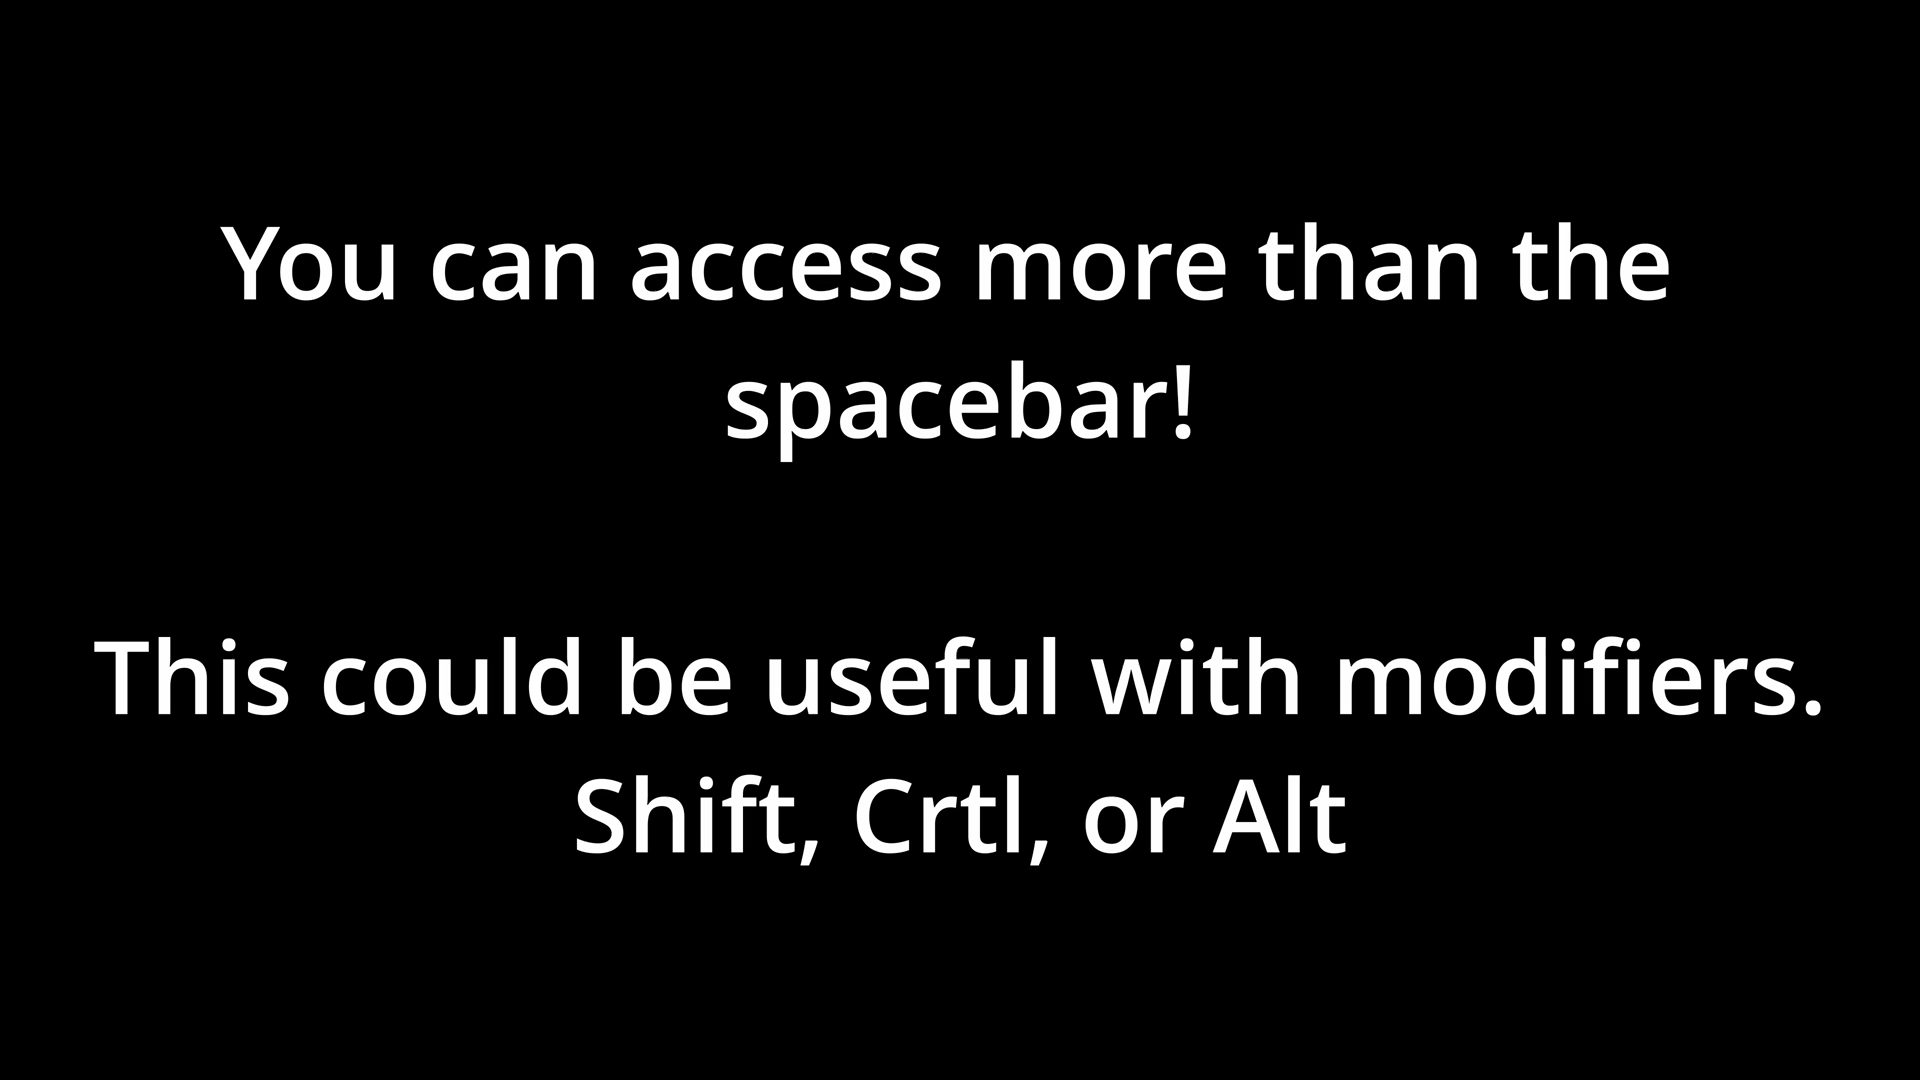 You can access more than the
spacebar!
This could be useful with modifiers.
Shift, Crtl, or Alt